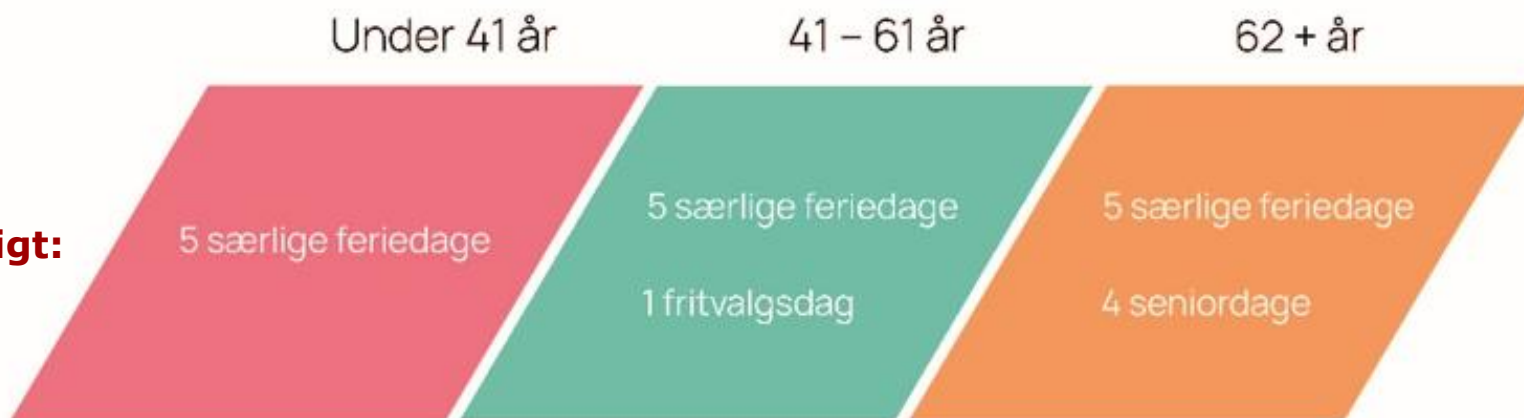 Under 41 år
41 – 61 år
62 + år
igt:
5 særlige feriedage
5 særlige feriedage
1 fritvalgsdag
5 særlige feriedage
4 seniordage